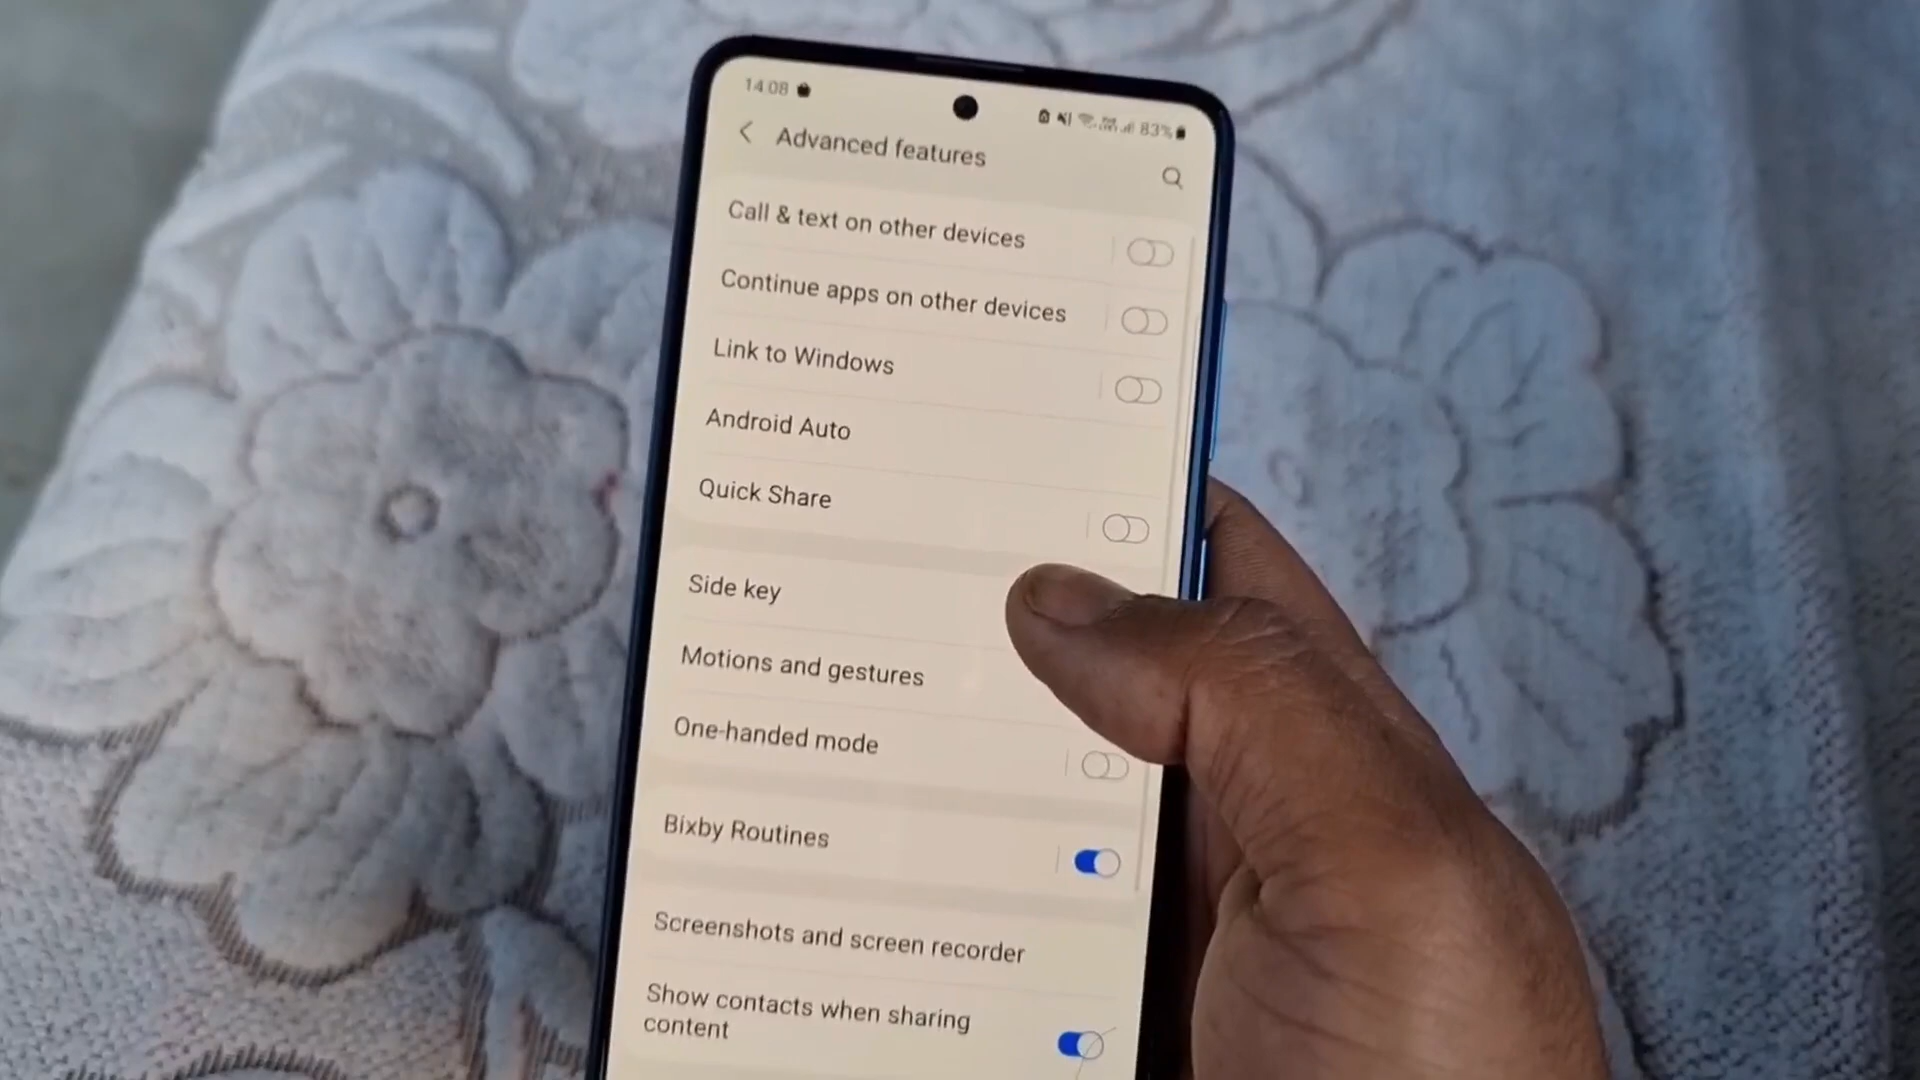 14:08
83%
Advanced features
Call & text on other devices
Continue apps on other devices
Link to Windows
Android Auto
Quick Share
Side key
Motions and gestures
One-handed mode
Bixby Routines
Screenshots and screen recorder
Show contacts when sharing
content